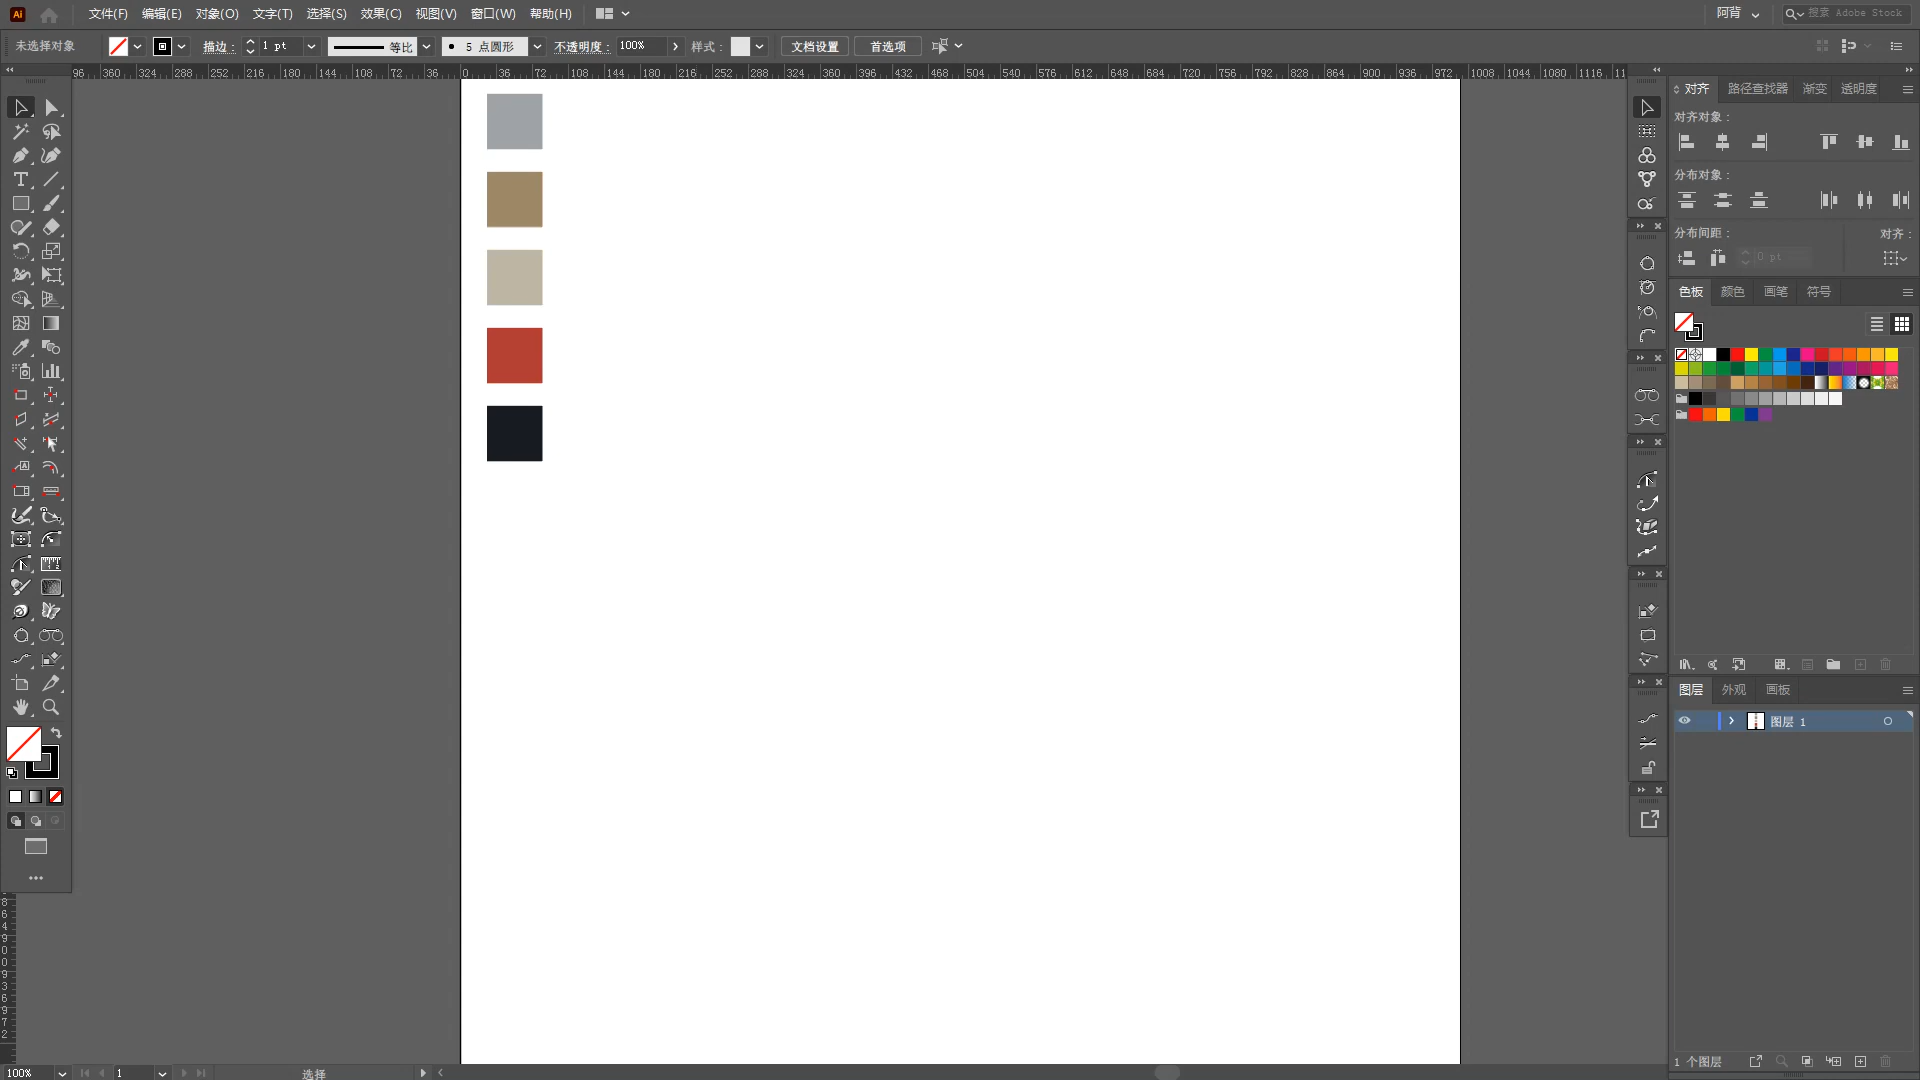 Ai 文件(F) 编辑(E) 对象(O) 文字(T) 选择(S) 效果(C) 视图(V) 窗口(W) 帮助(H) 阿背 搜索 Adobe Stock
未选择对象 描边: 1 pt 等比 5 点圆形 不透明度: 100% 样式: 文档设置 首选项
96 360 324 288 252 216 180 144 108 72 36 0 36 72 108 144 180 216 252 288 324 360 396 432 468 504 540 576 612 648 684 720 756 792 828 864 900 936 972 1008 1044 1080 1116 11
对齐 路径查找器 渐变 透明度
对齐对象:
分布对象:
分布间距: 对齐:
0 pt
色板 颜色 画笔 符号
图层 外观 画板
图层 1
1 个图层
100% 1 选择